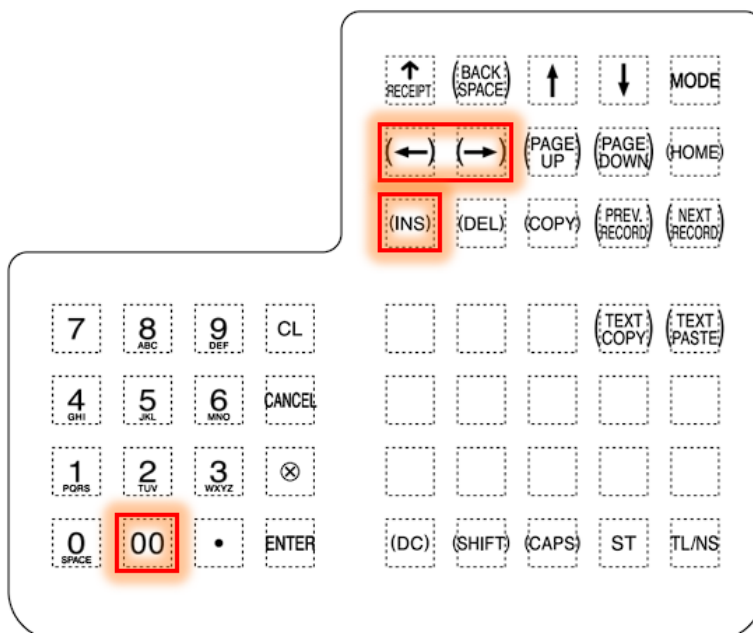 ↑ RECEIPT (BACK SPACE) ↑ ↓ MODE
(←) (→) (PAGE UP) (PAGE DOWN) (HOME)
(INS) (DEL) (COPY) (PREV. RECORD) (NEXT RECORD)
7 8 ABC 9 DEF CL (TEXT COPY) (TEXT PASTE)
4 GHI 5 JKL 6 MNO CANCEL
1 PQRS 2 TUV 3 WXYZ ⊗
0 SPACE 00 • ENTER (DC) (SHIFT) (CAPS) ST TL/NS